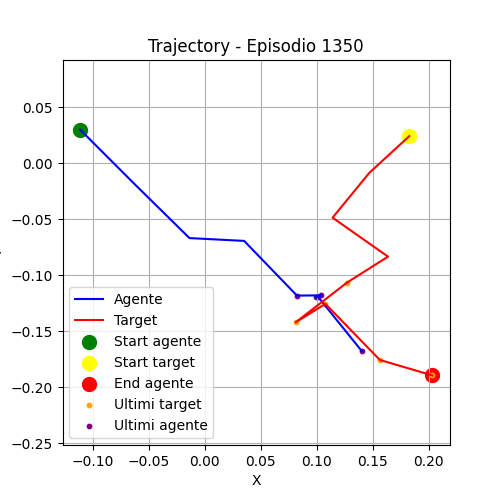 Trajectory - Episodio 1350
0.05
0.00
−0.05
−0.10
−0.15
−0.20
−0.25
Agente
Target
Start agente
Start target
End agente
Ultimi target
Ultimi agente
−0.10
−0.05
0.00
0.05
0.10
0.15
0.20
X